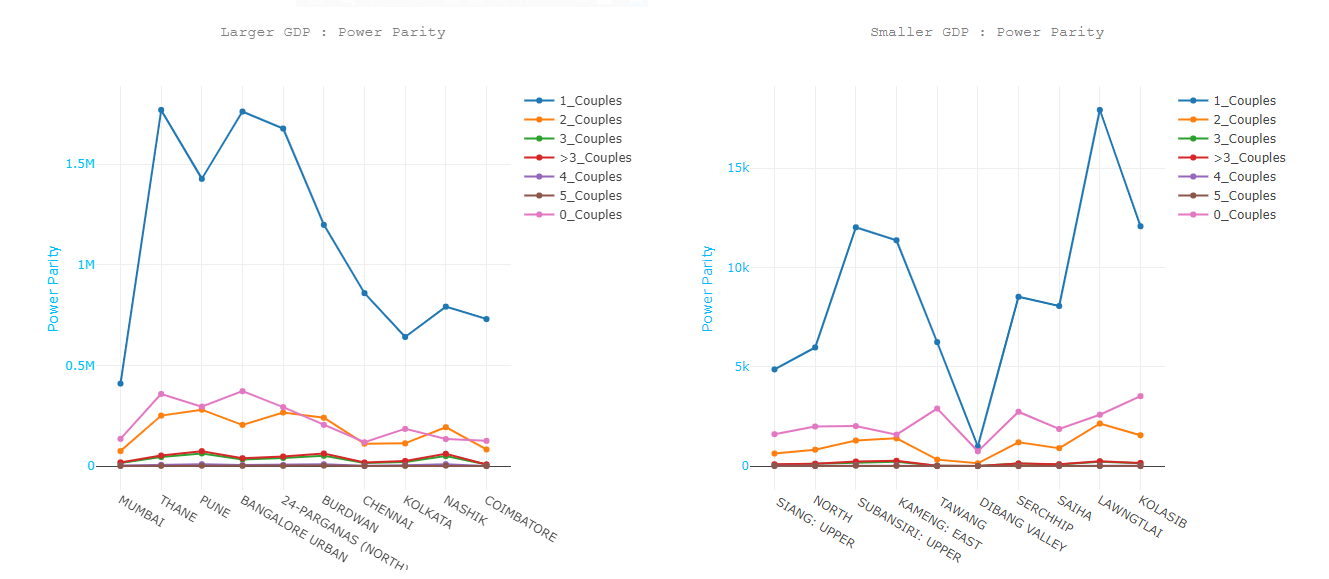 Larger GDP : Power Parity
1.5M
1M
0.5M
0
Power Parity
MUMBAI
THANE
PUNE
BANGALORE URBAN
24-PARGANAS (NORTH)
BURDWAN
CHENNAI
KOLKATA
NASHIK
COIMBATORE
1_Couples
2_Couples
3_Couples
>3_Couples
4_Couples
5_Couples
0_Couples
Smaller GDP : Power Parity
15k
10k
5k
0
Power Parity
SIANG: UPPER
NORTH
SUBANSIRI: UPPER
KAMENG: EAST
TAWANG
DIBANG VALLEY
SERCHHIP
SAIHA
LAWNGTLAI
KOLASIB
1_Couples
2_Couples
3_Couples
>3_Couples
4_Couples
5_Couples
0_Couples